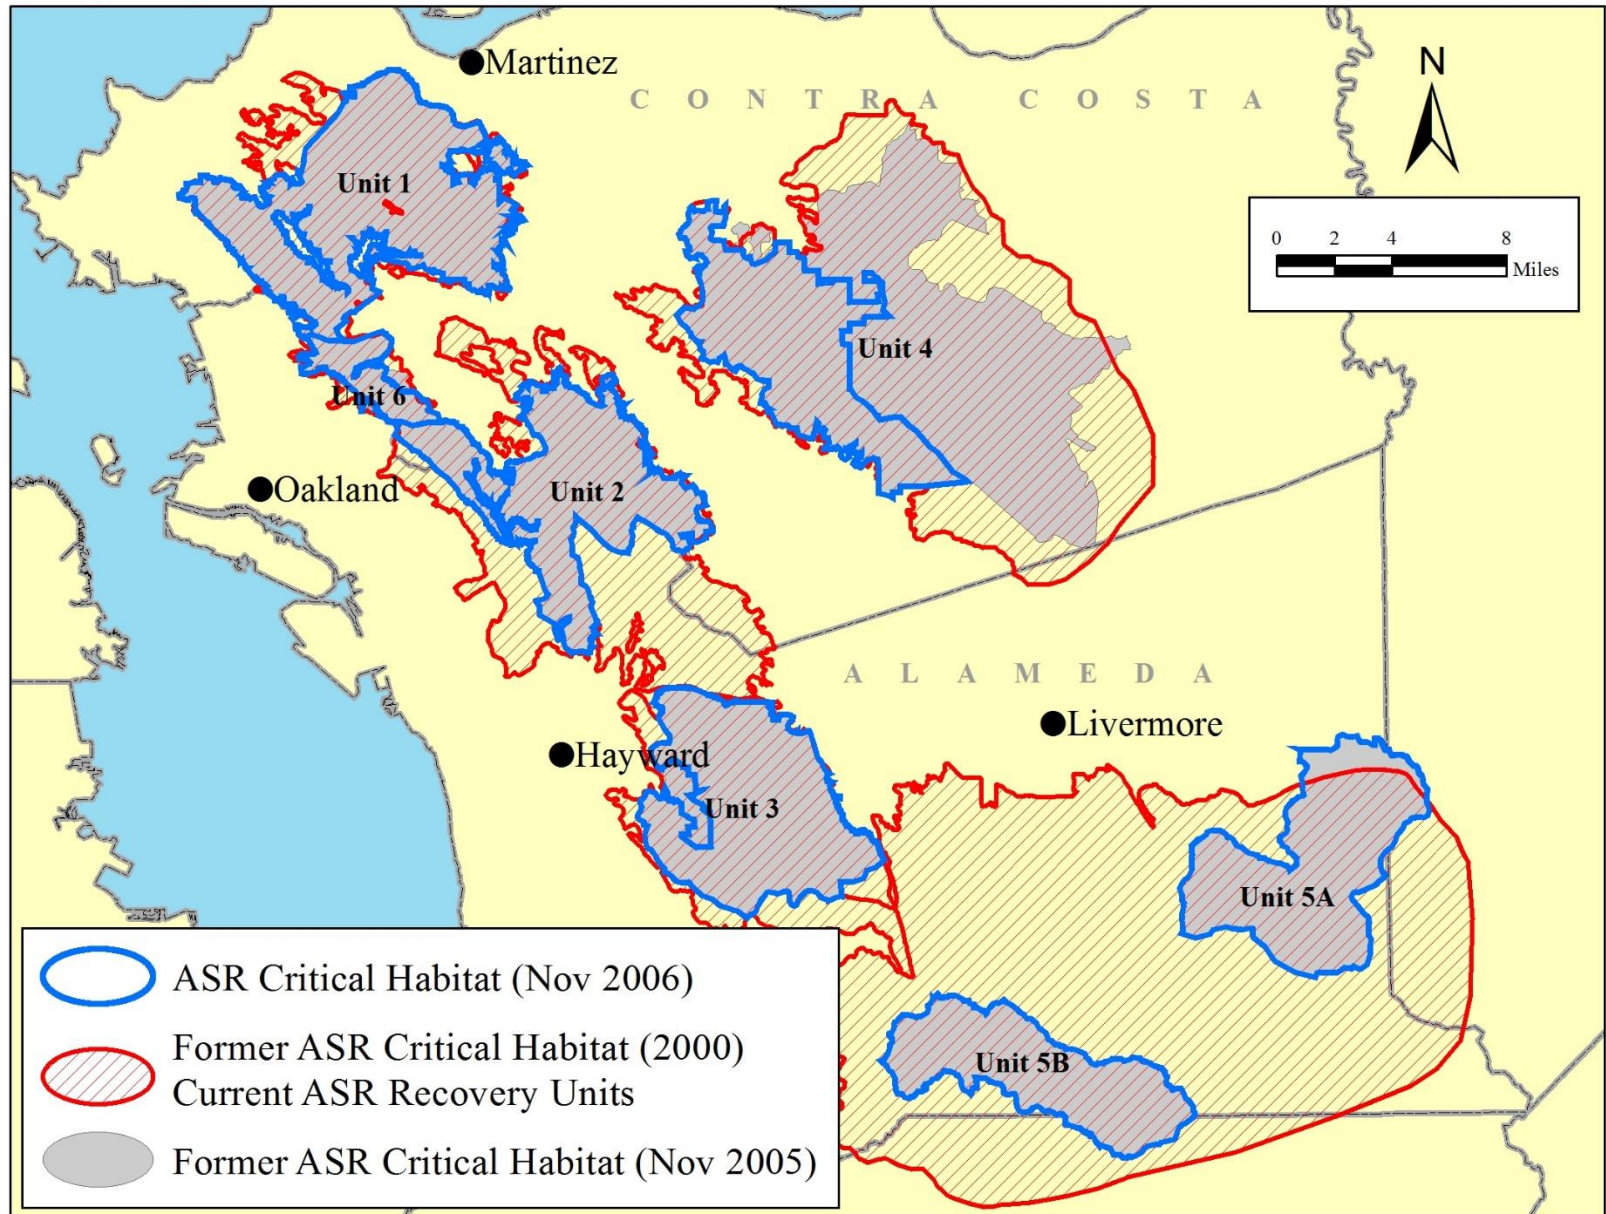 Martinez
N
C O N T R A C O S T A
Unit 1
0 2 4 8
Miles
Unit 4
Unit 6
Oakland
Unit 2
A L A M E D A
Livermore
Hayward
Unit 3
Unit 5A
Unit 5B
ASR Critical Habitat (Nov 2006)
Former ASR Critical Habitat (2000)
Current ASR Recovery Units
Former ASR Critical Habitat (Nov 2005)